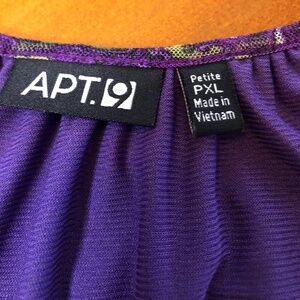 APT.9
Petite
PXL
Made in
Vietnam